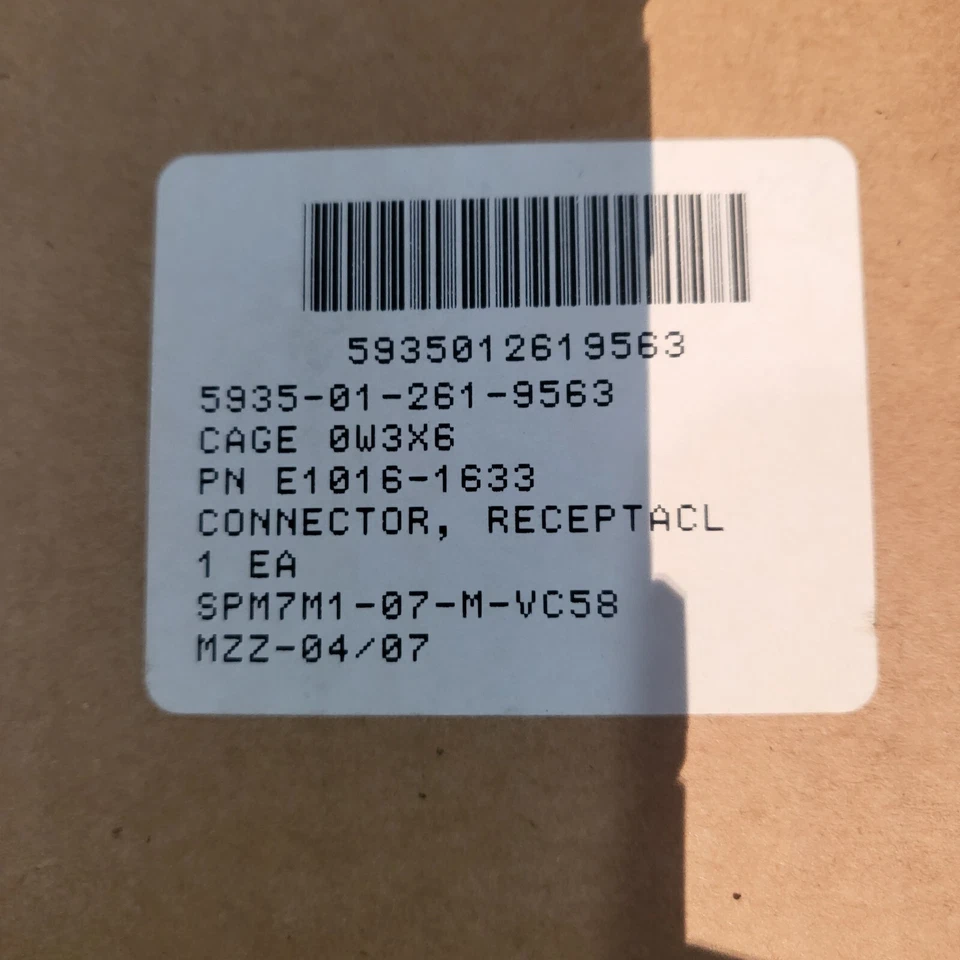 5935012619563
5935-01-261-9563
CAGE 0W3X6
PN E1016-1633
CONNECTOR, RECEPTACL
1 EA
SPM7M1-07-M-VC58
MZZ-04/07